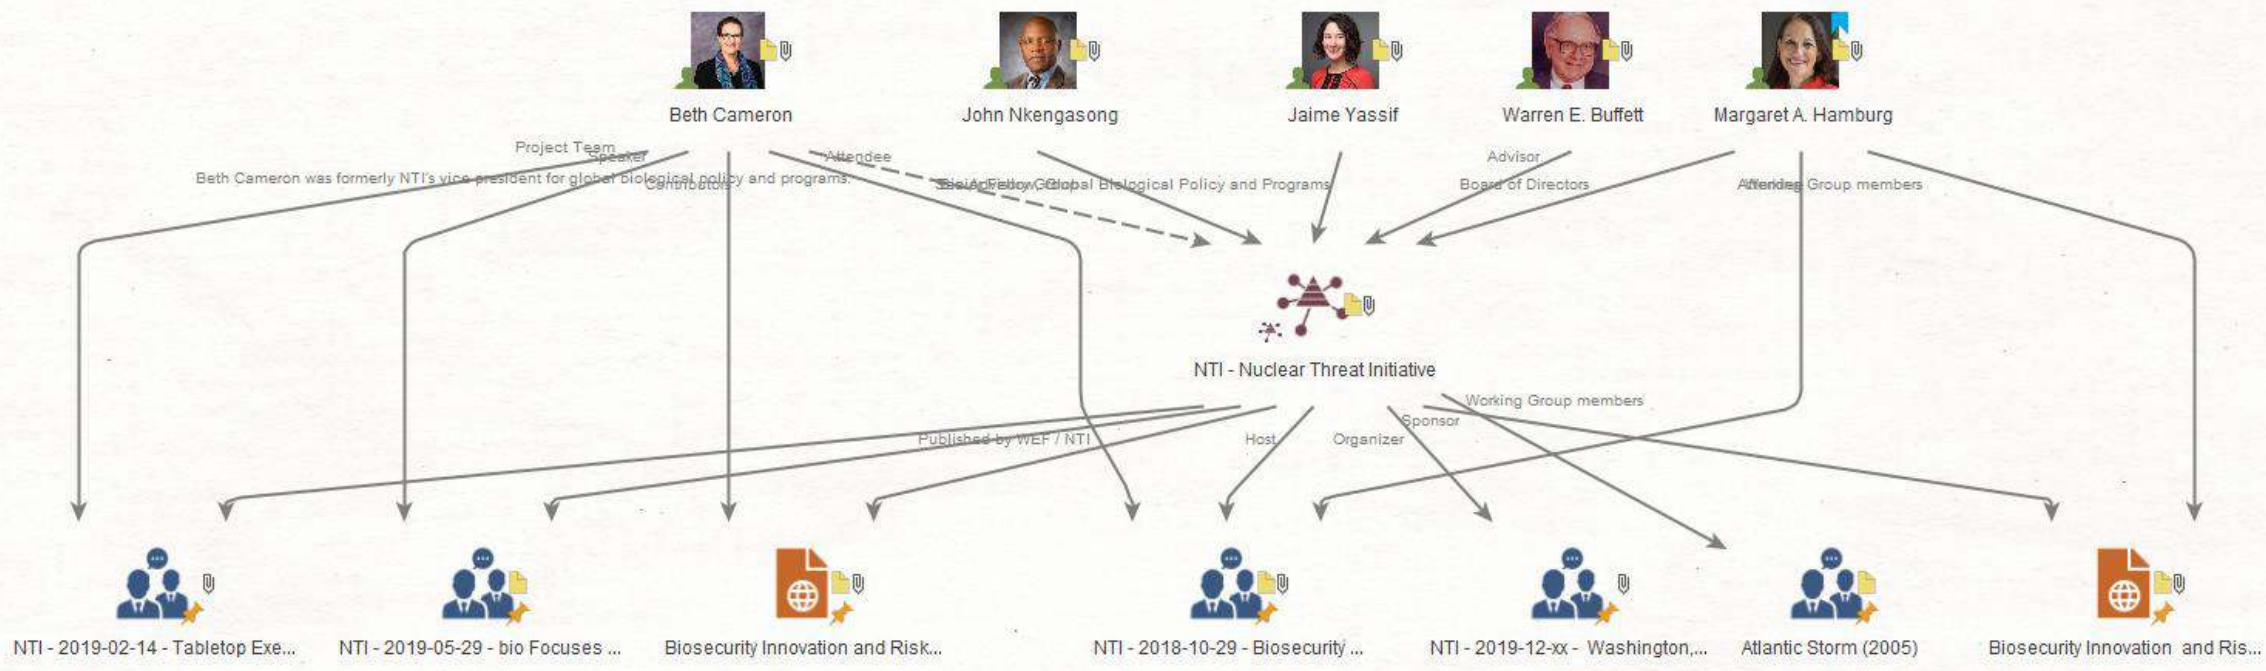 Beth Cameron
John Nkengasong
Jaime Yassif
Warren E. Buffett
Margaret A. Hamburg
Project Team
Speaker
Attendee
Advisor
Beth Cameron was formerly NTI's vice president for global biological policy and programs.
Contributors
Global Biological Policy and Programs
Board of Directors
Working Group members
NTI - Nuclear Threat Initiative
Working Group members
Sponsor
Published by WEF / NTI
Host
Organizer
NTI - 2019-02-14 - Tabletop Exe...
NTI - 2019-05-29 - bio Focuses ...
Biosecurity Innovation and Risk...
NTI - 2018-10-29 - Biosecurity ...
NTI - 2019-12-xx - Washington,...
Atlantic Storm (2005)
Biosecurity Innovation and Ris...